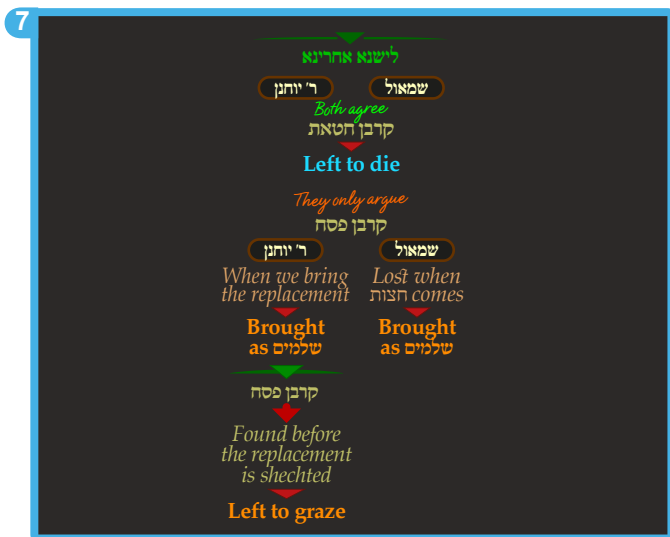 7
לישנא אחרינא
שמאול ר׳ יוחנן
Both agree
קרבן חטאת
Left to die
They only argue
קרבן פסח
שמאול ר׳ יוחנן
When we bring Lost when
the replacement חצות comes
Brought Brought
as שלמים as שלמים
קרבן פסח
Found before
the replacement
is shechted
Left to graze